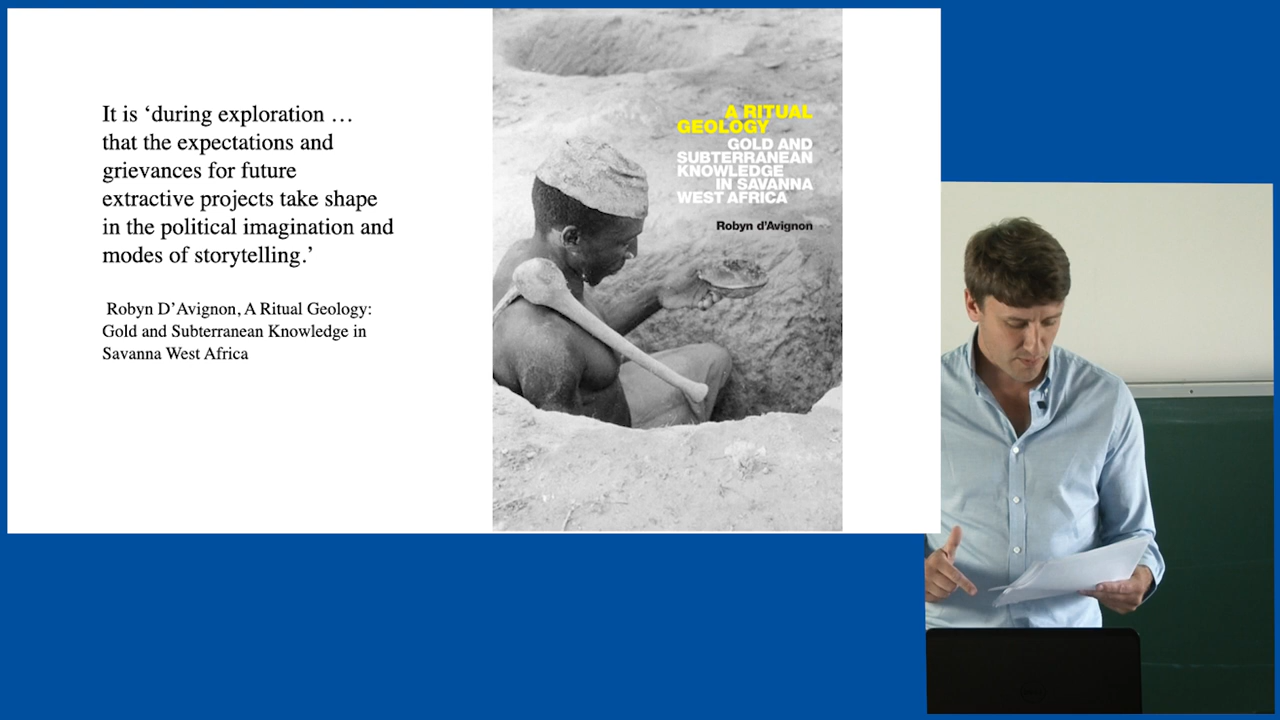 It is ‘during exploration …
that the expectations and
grievances for future
extractive projects take shape
in the political imagination and
modes of storytelling.’
Robyn D’Avignon, A Ritual Geology:
Gold and Subterranean Knowledge in
Savanna West Africa
A RITUAL
GEOLOGY
GOLD AND
SUBTERRANEAN
KNOWLEDGE
IN SAVANNA
WEST AFRICA
Robyn d’Avignon
DELL